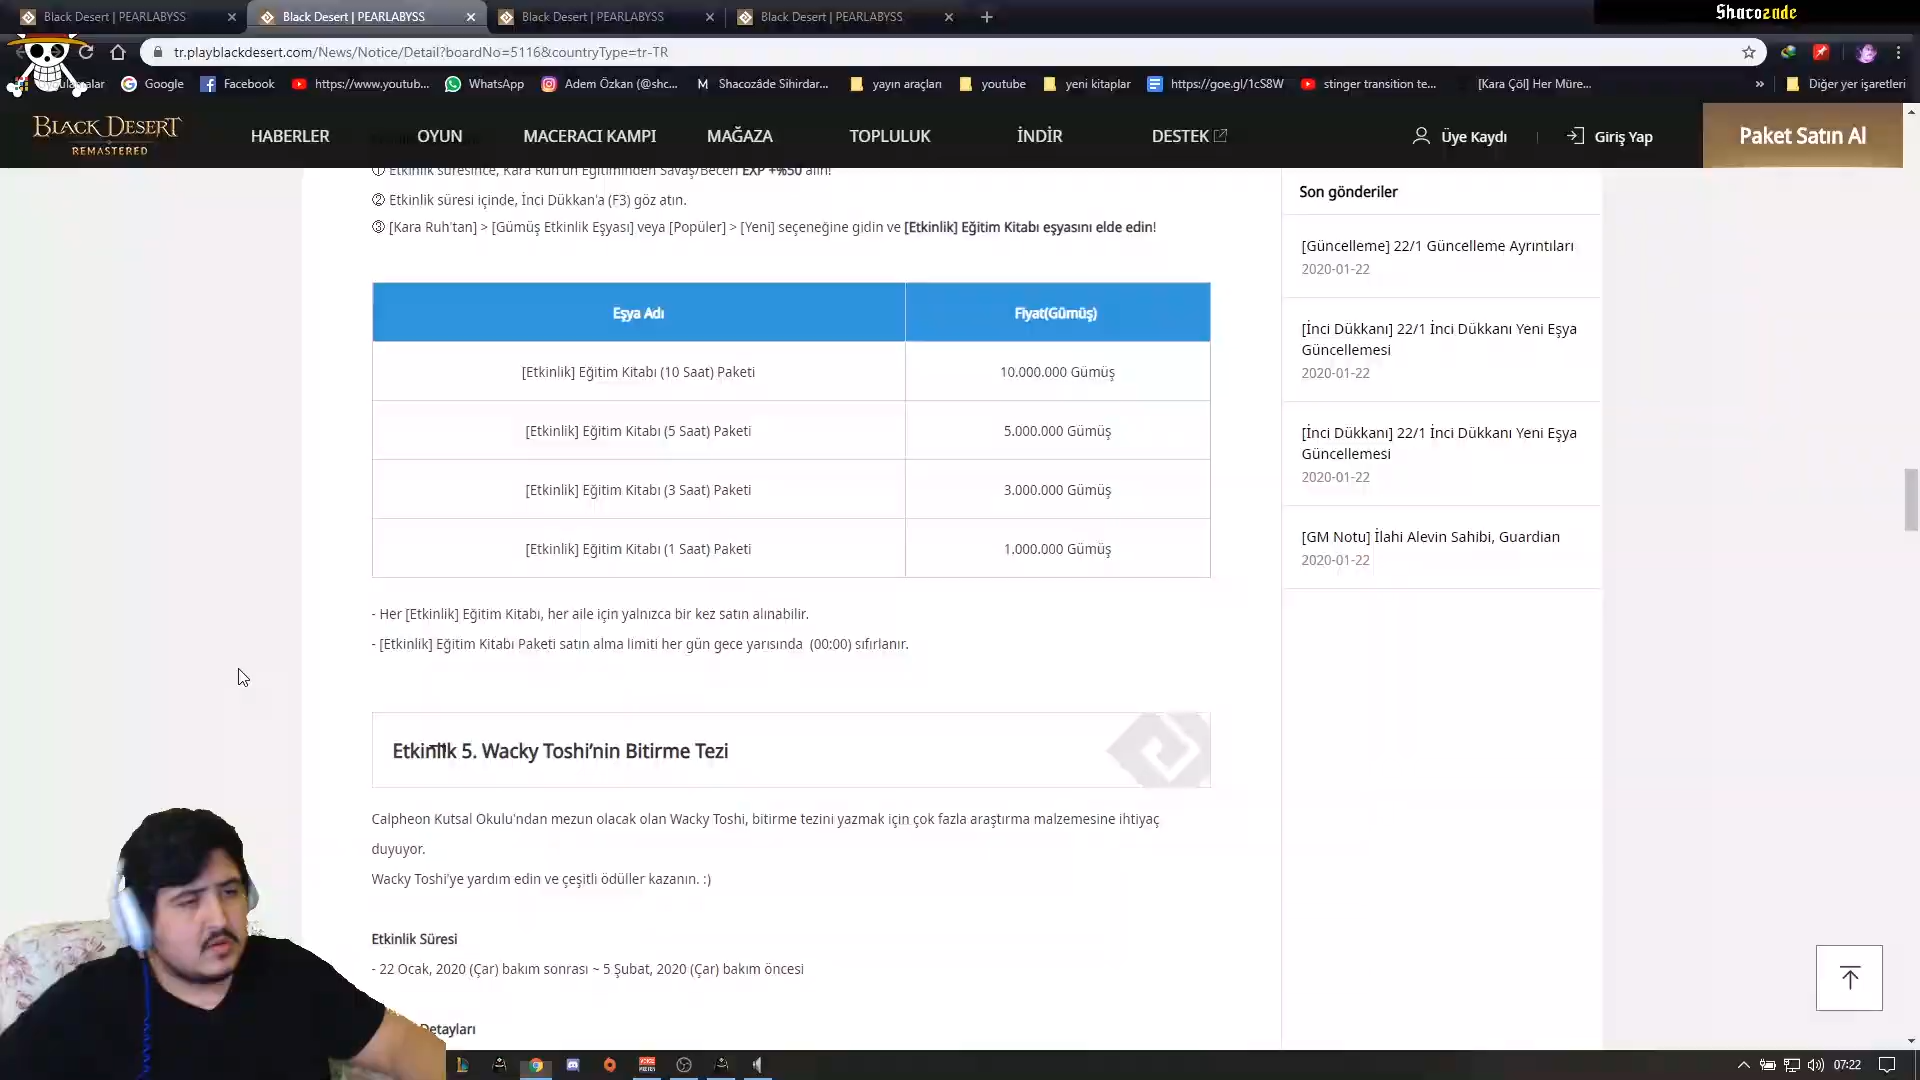 Black Desert | PEARLABYSS
Black Desert | PEARLABYSS
Black Desert | PEARLABYSS
Black Desert | PEARLABYSS
Shacozade
tr.playblackdesert.com/News/Notice/Detail?boardNo=5116&countryType=tr-TR
Google
Facebook
https://www.youtub...
WhatsApp
Adem Özkan (@shc...
M Shacozâde Sihirdar...
yayın araçları
youtube
yeni kitaplar
https://goe.gl/1cS8W
stinger transition te...
[Kara Çöl] Her Müre...
»
Diğer yer işaretleri
BLACK DESERT
REMASTERED
HABERLER
OYUN
MACERACI KAMPI
MAĞAZA
TOPLULUK
İNDİR
DESTEK
Üye Kaydı
Giriş Yap
Paket Satın Al
① Etkinlik süresince, Kara Ruh'un Eğitiminden Savaş/Beceri EXP +%50 alın!
② Etkinlik süresi içinde, İnci Dükkan'a (F3) göz atın.
③ [Kara Ruh'tan] > [Gümüş Etkinlik Eşyası] veya [Popüler] > [Yeni] seçeneğine gidin ve [Etkinlik] Eğitim Kitabı eşyasını elde edin!
Eşya Adı
Fiyat(Gümüş)
[Etkinlik] Eğitim Kitabı (10 Saat) Paketi
10.000.000 Gümüş
[Etkinlik] Eğitim Kitabı (5 Saat) Paketi
5.000.000 Gümüş
[Etkinlik] Eğitim Kitabı (3 Saat) Paketi
3.000.000 Gümüş
[Etkinlik] Eğitim Kitabı (1 Saat) Paketi
1.000.000 Gümüş
- Her [Etkinlik] Eğitim Kitabı, her aile için yalnızca bir kez satın alınabilir.
- [Etkinlik] Eğitim Kitabı Paketi satın alma limiti her gün gece yarısında (00:00) sıfırlanır.
Etkinlik 5. Wacky Toshi’nin Bitirme Tezi
Calpheon Kutsal Okulu'ndan mezun olacak olan Wacky Toshi, bitirme tezini yazmak için çok fazla araştırma malzemesine ihtiyaç
duyuyor.
Wacky Toshi'ye yardım edin ve çeşitli ödüller kazanın. :)
Etkinlik Süresi
- 22 Ocak, 2020 (Çar) bakım sonrası ~ 5 Şubat, 2020 (Çar) bakım öncesi
Detayları
Son gönderiler
[Güncelleme] 22/1 Güncelleme Ayrıntıları
2020-01-22
[İnci Dükkanı] 22/1 İnci Dükkanı Yeni Eşya
Güncellemesi
2020-01-22
[İnci Dükkanı] 22/1 İnci Dükkanı Yeni Eşya
Güncellemesi
2020-01-22
[GM Notu] İlahi Alevin Sahibi, Guardian
2020-01-22
07:22